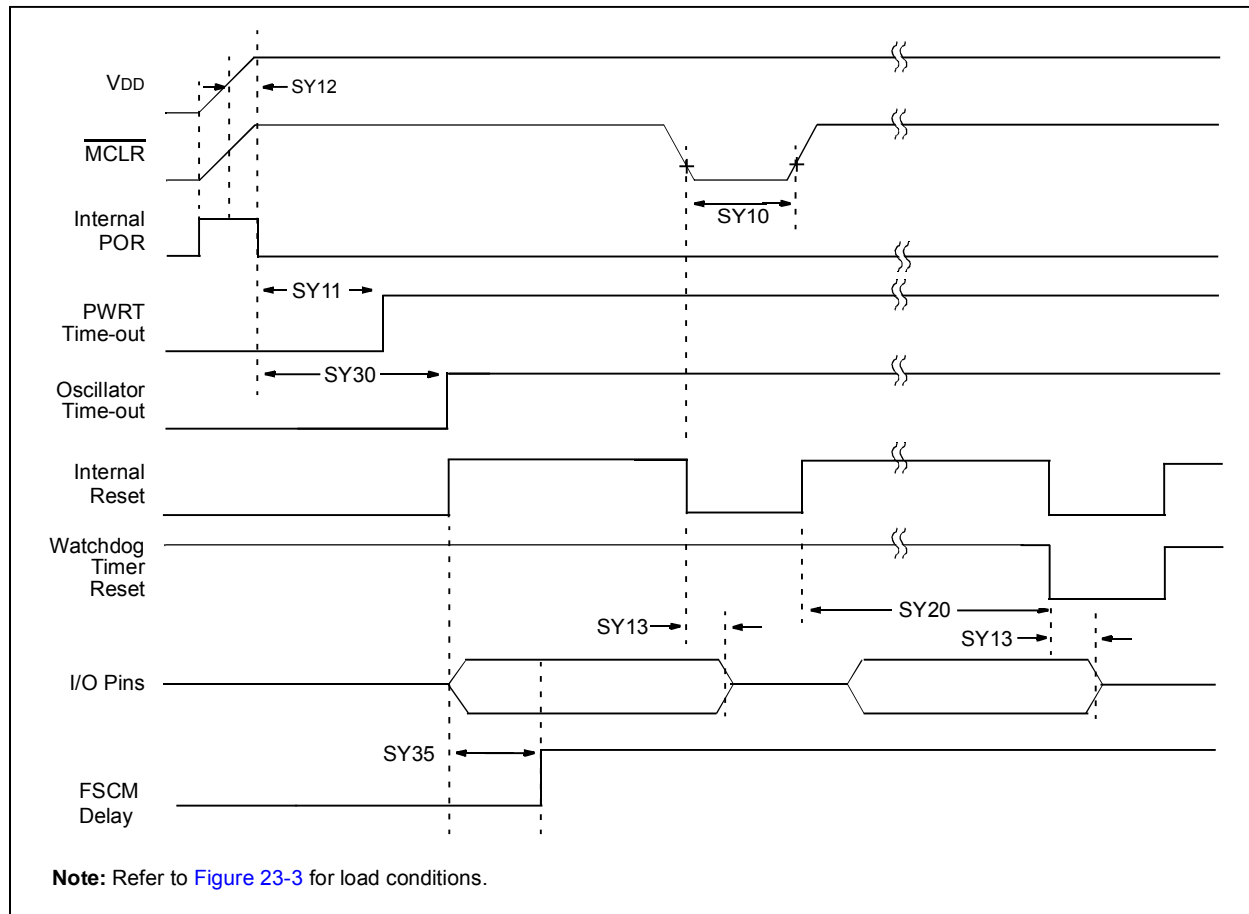 VDD
SY12
MCLR
SY10
Internal
POR
SY11
PWRT
Time-out
SY30
Oscillator
Time-out
Internal
Reset
Watchdog
Timer
Reset
SY20
SY13
SY13
I/O Pins
SY35
FSCM
Delay
Note: Refer to Figure 23-3 for load conditions.